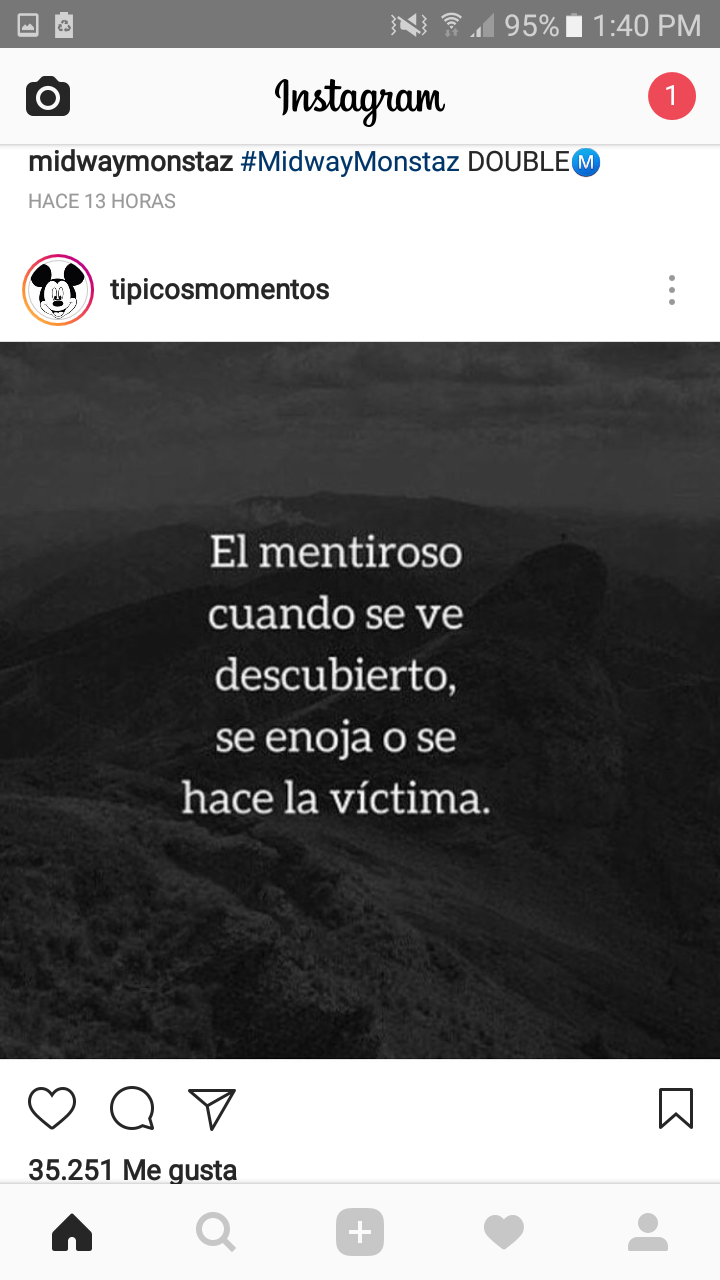 95% 1:40 PM
Instagram
1
midwaymonstaz #MidwayMonstaz DOUBLEⓂ️
HACE 13 HORAS
tipicosmomentos
El mentiroso
cuando se ve
descubierto,
se enoja o se
hace la víctima.
35.251 Me gusta